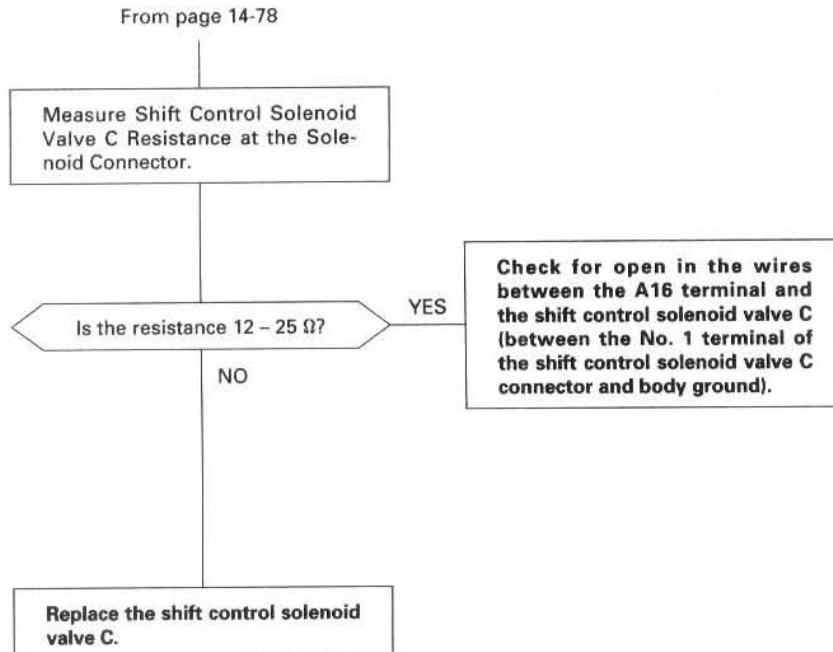 From page 14-78
Measure Shift Control Solenoid
Valve C Resistance at the Sole-
noid Connector.
Is the resistance 12 – 25 Ω?
YES
Check for open in the wires
between the A16 terminal and
the shift control solenoid valve C
(between the No. 1 terminal of
the shift control solenoid valve C
connector and body ground).
NO
Replace the shift control solenoid
valve C.